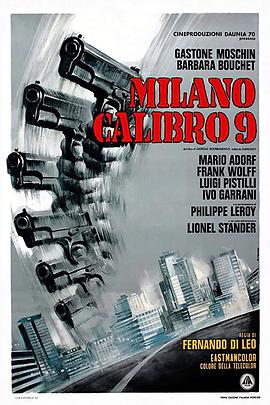 CINEPRODUZIONI DAUNIA 70
GASTONE MOSCHIN
BARBARA BOUCHET
MILANO
CALIBRO 9
MARIO ADORF
FRANK WOLFF
LUIGI PISTILLI
IVO GARRANI
PHILIPPE LEROY
LIONEL STANDER
REGIA DI
FERNANDO DI LEO
EASTMANCOLOR
COLORE DELLA TELECOLOR